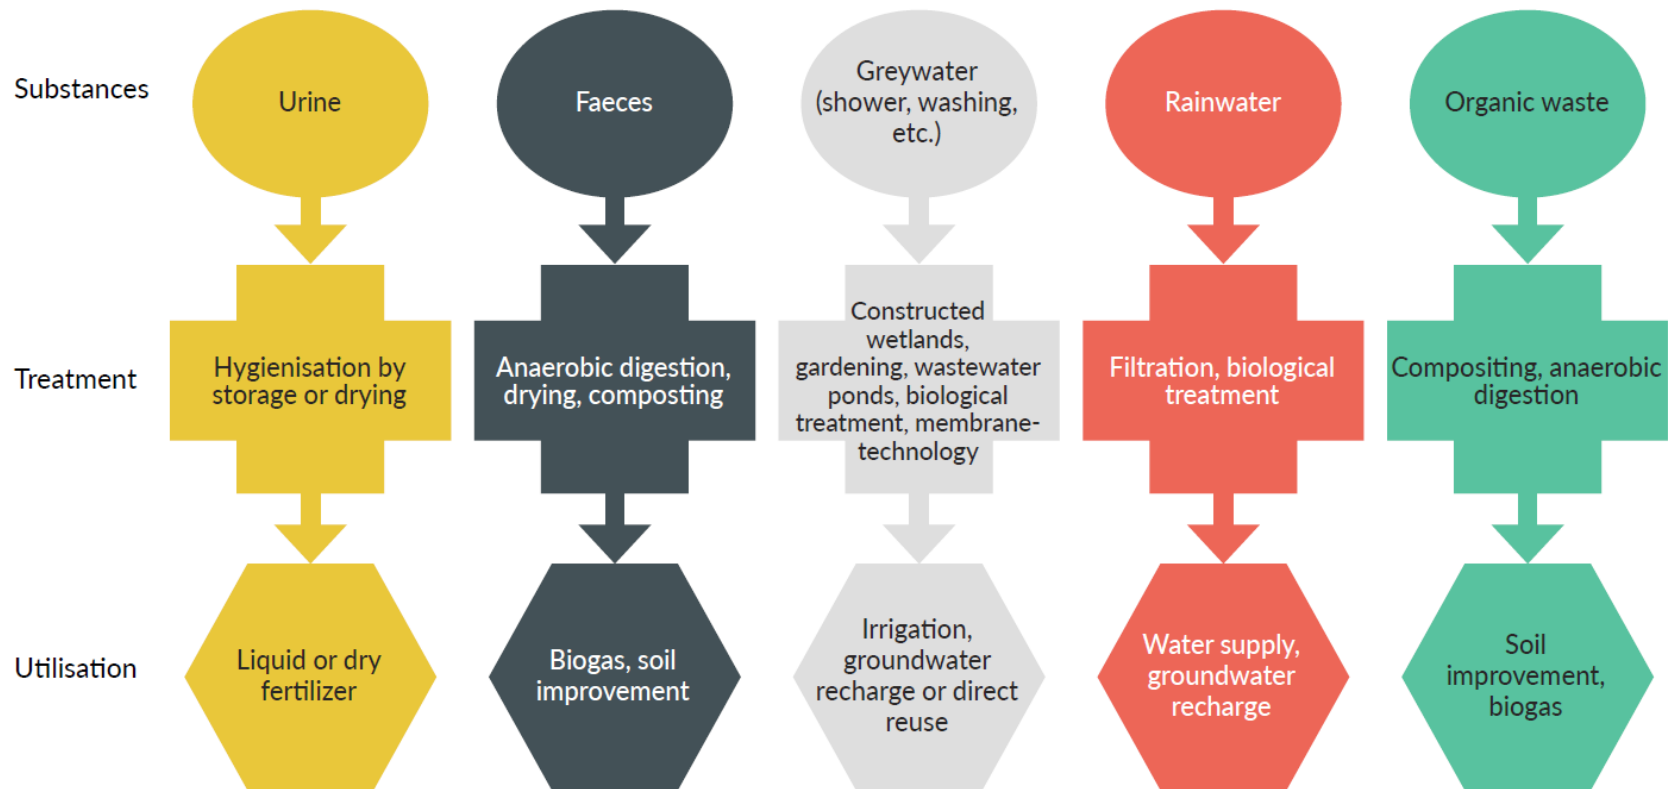 Substances
Urine
Faeces
Greywater
(shower, washing,
etc.)
Rainwater
Organic waste
Treatment
Hygienisation by
storage or drying
Anaerobic digestion,
drying, composting
Constructed
wetlands,
gardening, wastewater
ponds, biological
treatment, membrane-
technology
Filtration, biological
treatment
Compositing, anaerobic
digestion
Utilisation
Liquid or dry
fertilizer
Biogas, soil
improvement
Irrigation,
groundwater
recharge or direct
reuse
Water supply,
groundwater
recharge
Soil
improvement,
biogas